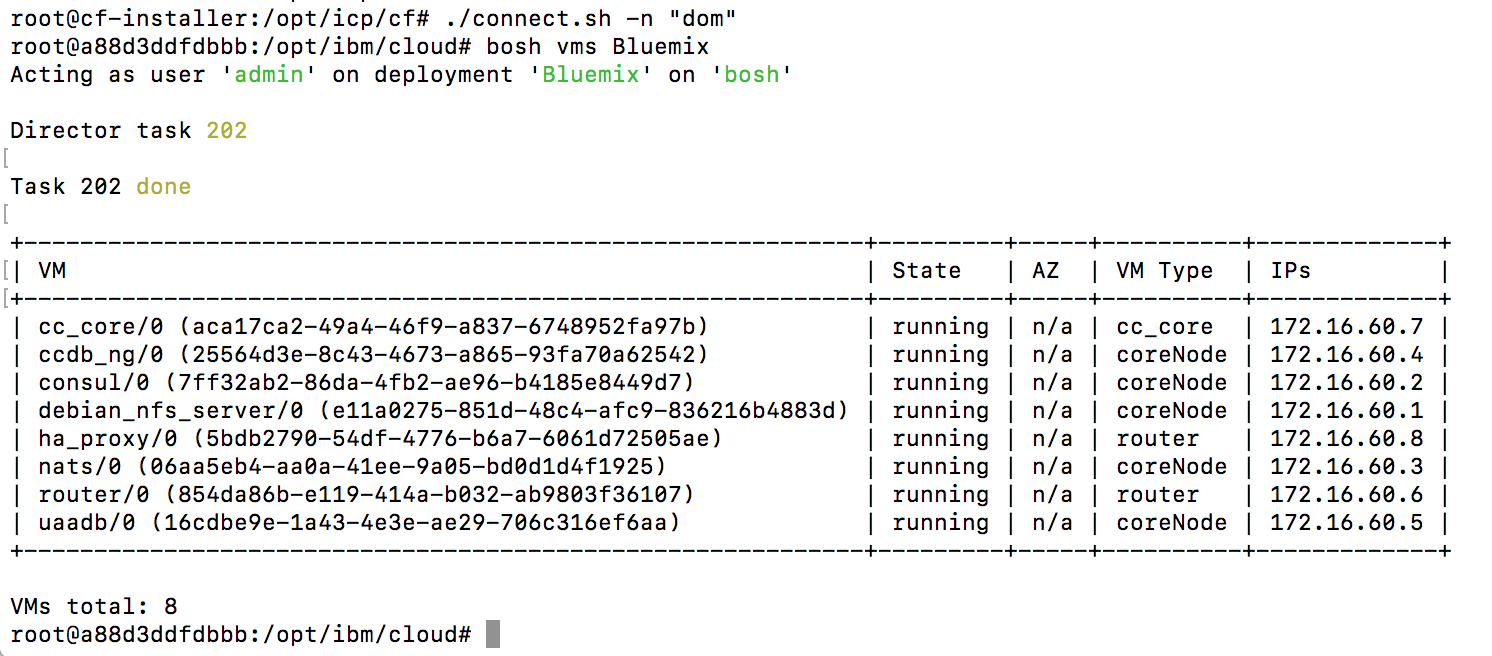 root@cf-installer:/opt/icp/cf# ./connect.sh -n "dom"
root@a88d3ddfdbbb:/opt/ibm/cloud# bosh vms Bluemix
Acting as user 'admin' on deployment 'Bluemix' on 'bosh'

Director task 202
[
Task 202 done
[
+------------------------------------------------------------+---------+-----+----------+-------------+
[| VM                                                         | State   | AZ  | VM Type  | IPs         |
[+------------------------------------------------------------+---------+-----+----------+-------------+
| cc_core/0 (aca17ca2-49a4-46f9-a837-6748952fa97b)           | running | n/a | cc_core  | 172.16.60.7 |
| ccdb_ng/0 (25564d3e-8c43-4673-a865-93fa70a62542)           | running | n/a | coreNode | 172.16.60.4 |
| consul/0 (7ff32ab2-86da-4fb2-ae96-b4185e8449d7)            | running | n/a | coreNode | 172.16.60.2 |
| debian_nfs_server/0 (e11a0275-851d-48c4-afc9-836216b4883d) | running | n/a | coreNode | 172.16.60.1 |
| ha_proxy/0 (5bdb2790-54df-4776-b6a7-6061d72505ae)          | running | n/a | router   | 172.16.60.8 |
| nats/0 (06aa5eb4-aa0a-41ee-9a05-bd0d1d4f1925)              | running | n/a | coreNode | 172.16.60.3 |
| router/0 (854da86b-e119-414a-b032-ab9803f36107)            | running | n/a | router   | 172.16.60.6 |
| uaadb/0 (16cdbe9e-1a43-4e3e-ae29-706c316ef6aa)             | running | n/a | coreNode | 172.16.60.5 |
+------------------------------------------------------------+---------+-----+----------+-------------+

VMs total: 8
root@a88d3ddfdbbb:/opt/ibm/cloud#